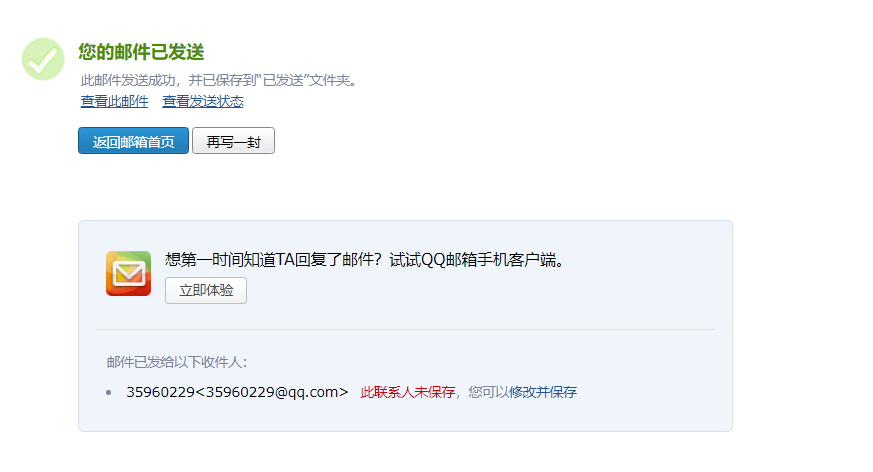 您的邮件已发送
此邮件发送成功，并已保存到“已发送”文件夹。
查看此邮件 查看发送状态
返回邮箱首页 再写一封
想第一时间知道TA回复了邮件？试试QQ邮箱手机客户端。
立即体验
邮件已发给以下收件人：
• 35960229<35960229@qq.com> 此联系人未保存，您可以修改并保存